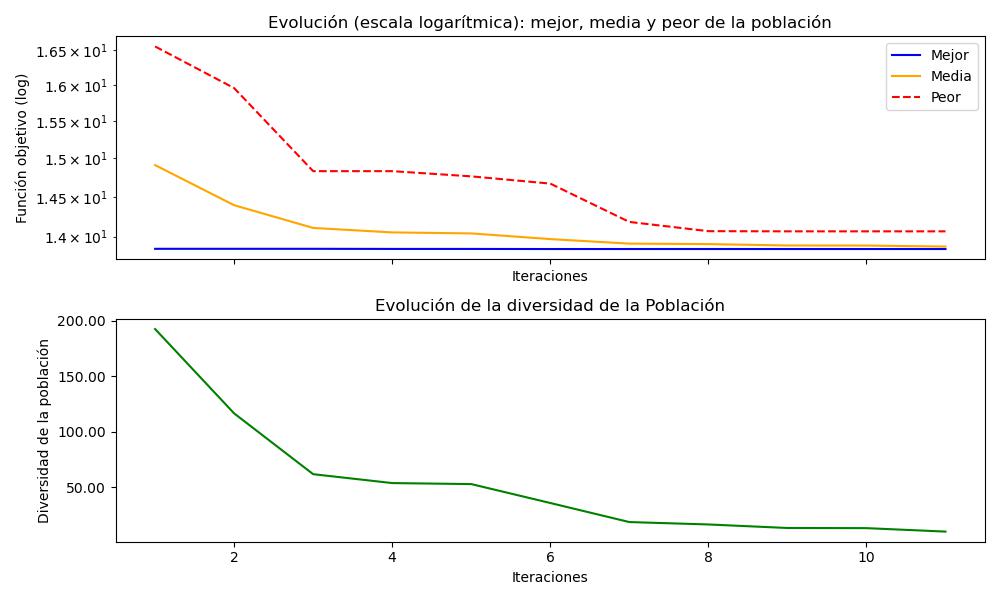 Evolución (escala logarítmica): mejor, media y peor de la población
1.65 × 10¹
1.6 × 10¹
1.55 × 10¹
1.5 × 10¹
1.45 × 10¹
1.4 × 10¹
Función objetivo (log)
Mejor
Media
Peor
Iteraciones
Evolución de la diversidad de la Población
200.00
150.00
100.00
50.00
Diversidad de la población
2 4 6 8 10
Iteraciones